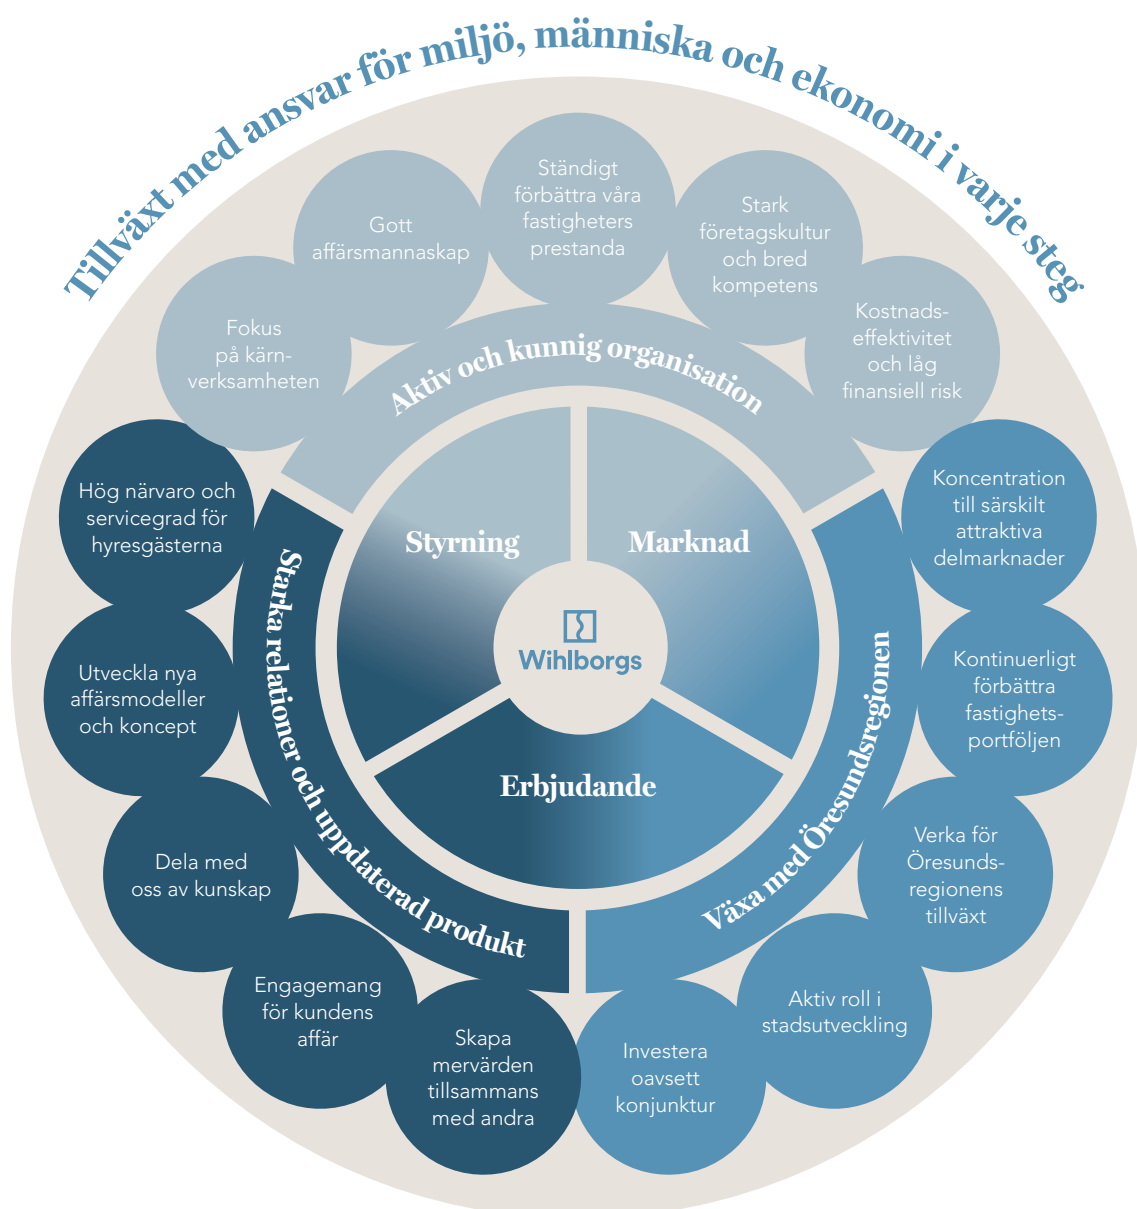 Tillväxt med ansvar för miljö, människa och ekonomi i varje steg
Ständigt
förbättra våra
fastigheters
prestanda
Gott
affärsmannaskap
Stark
företagskultur
och bred
kompetens
Fokus
på kärn-
verksamheten
Kostnads-
effektivitet
och låg
finansiell risk
Aktiv och kunnig organisation
Hög närvaro och
servicegrad för
hyresgästerna
Koncentration
till särskilt
attraktiva
delmarknader
Styrning
Marknad
Wihlborgs
Erbjudande
Starka relationer och uppdaterad produkt
Växa med Öresundsregionen
Utveckla nya
affärsmodeller
och koncept
Kontinuerligt
förbättra
fastighets-
portföljen
Dela med
oss av kunskap
Verka för
Öresunds-
regionens
tillväxt
Engagemang
för kundens
affär
Aktiv roll i
stadsutveckling
Skapa
mervärden
tillsammans
med andra
Investera
oavsett
konjunktur